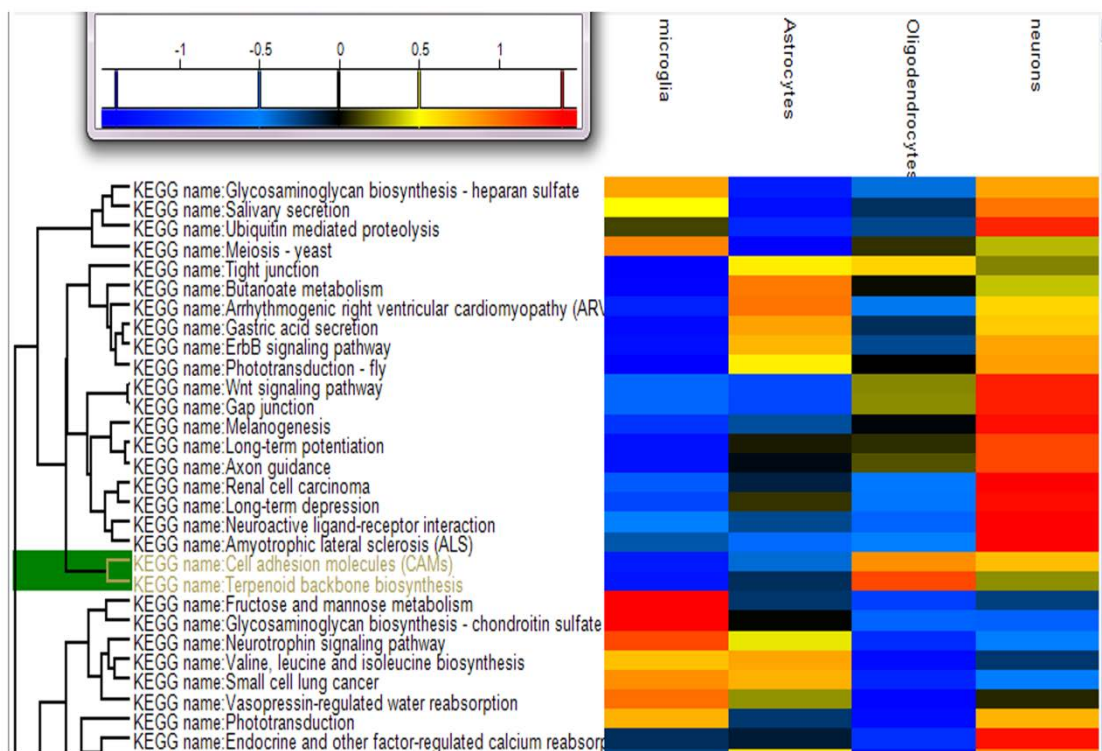 -1 -0.5 0 0.5 1
microglia
Astrocytes
Oligodendrocytes
neurons
KEGG name:Glycosaminoglycan biosynthesis - heparan sulfate
KEGG name:Salivary secretion
KEGG name:Ubiquitin mediated proteolysis
KEGG name:Meiosis - yeast
KEGG name:Tight junction
KEGG name:Butanoate metabolism
KEGG name:Arrhythmogenic right ventricular cardiomyopathy (ARV
KEGG name:Gastric acid secretion
KEGG name:ErbB signaling pathway
KEGG name:Phototransduction - fly
KEGG name:Wnt signaling pathway
KEGG name:Gap junction
KEGG name:Melanogenesis
KEGG name:Long-term potentiation
KEGG name:Axon guidance
KEGG name:Renal cell carcinoma
KEGG name:Long-term depression
KEGG name:Neuroactive ligand-receptor interaction
KEGG name:Amyotrophic lateral sclerosis (ALS)
KEGG name:Cell adhesion molecules (CAMs)
KEGG name:Terpenoid backbone biosynthesis
KEGG name:Fructose and mannose metabolism
KEGG name:Glycosaminoglycan biosynthesis - chondroitin sulfate
KEGG name:Neurotrophin signaling pathway
KEGG name:Valine, leucine and isoleucine biosynthesis
KEGG name:Small cell lung cancer
KEGG name:Vasopressin-regulated water reabsorption
KEGG name:Phototransduction
KEGG name:Endocrine and other factor-regulated calcium reabsorp